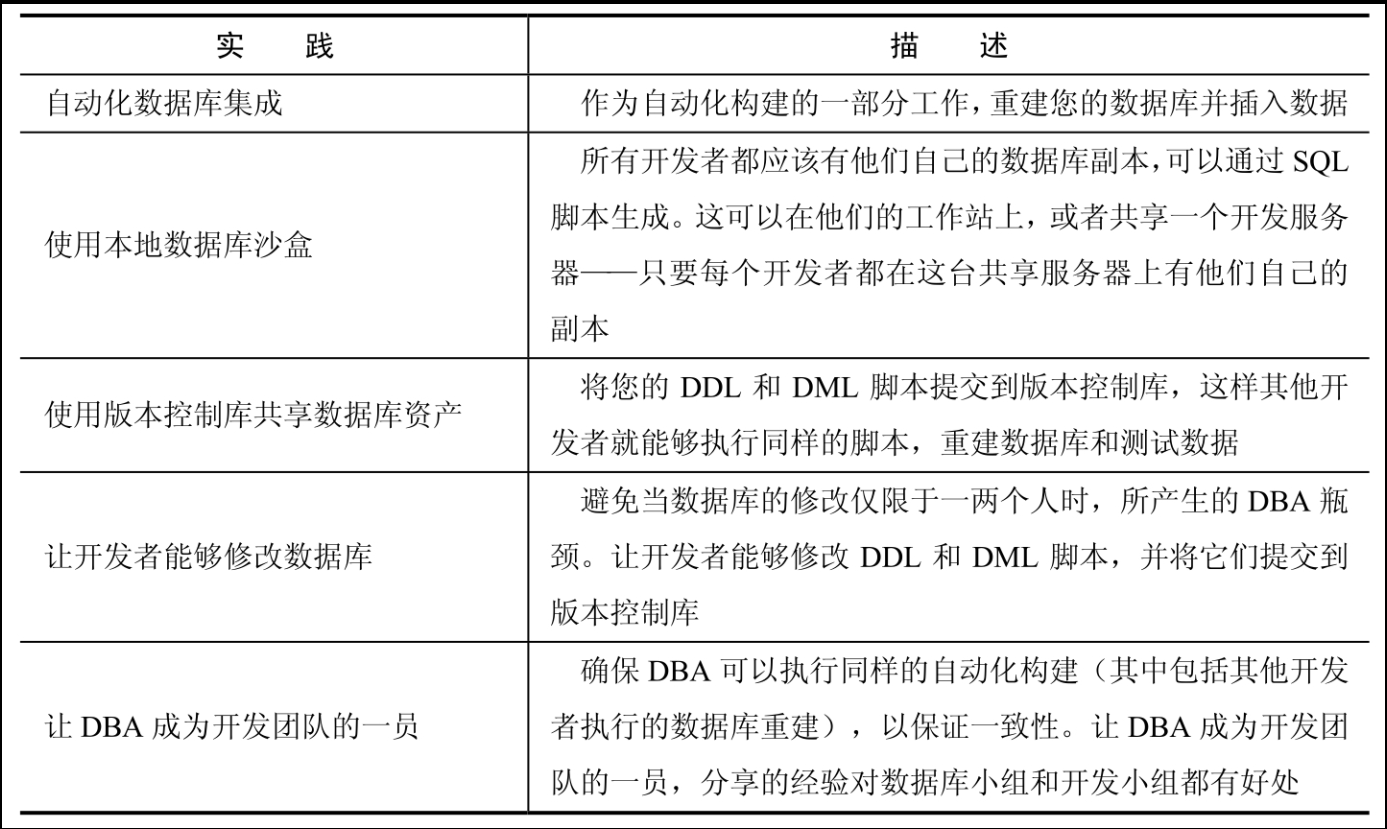 实 践
描 述
自动化数据库集成
作为自动化构建的一部分工作,重建您的数据库并插入数据
使用本地数据库沙盒
所有开发者都应该有他们自己的数据库副本,可以通过 SQL
脚本生成。这可以在他们的工作站上，或者共享一个开发服务
器——只要每个开发者都在这台共享服务器上有他们自己的
副本
使用版本控制库共享数据库资产
将您的 DDL 和 DML 脚本提交到版本控制库，这样其他开
发者就能够执行同样的脚本，重建数据库和测试数据
让开发者能够修改数据库
避免当数据库的修改仅限于一两个人时，所产生的 DBA 瓶
颈。让开发者能够修改 DDL 和 DML 脚本，并将它们提交到
版本控制库
让 DBA 成为开发团队的一员
确保 DBA 可以执行同样的自动化构建（其中包括其他开发
者执行的数据库重建），以保证一致性。让 DBA 成为开发团
队的一员，分享的经验对数据库小组和开发小组都有好处